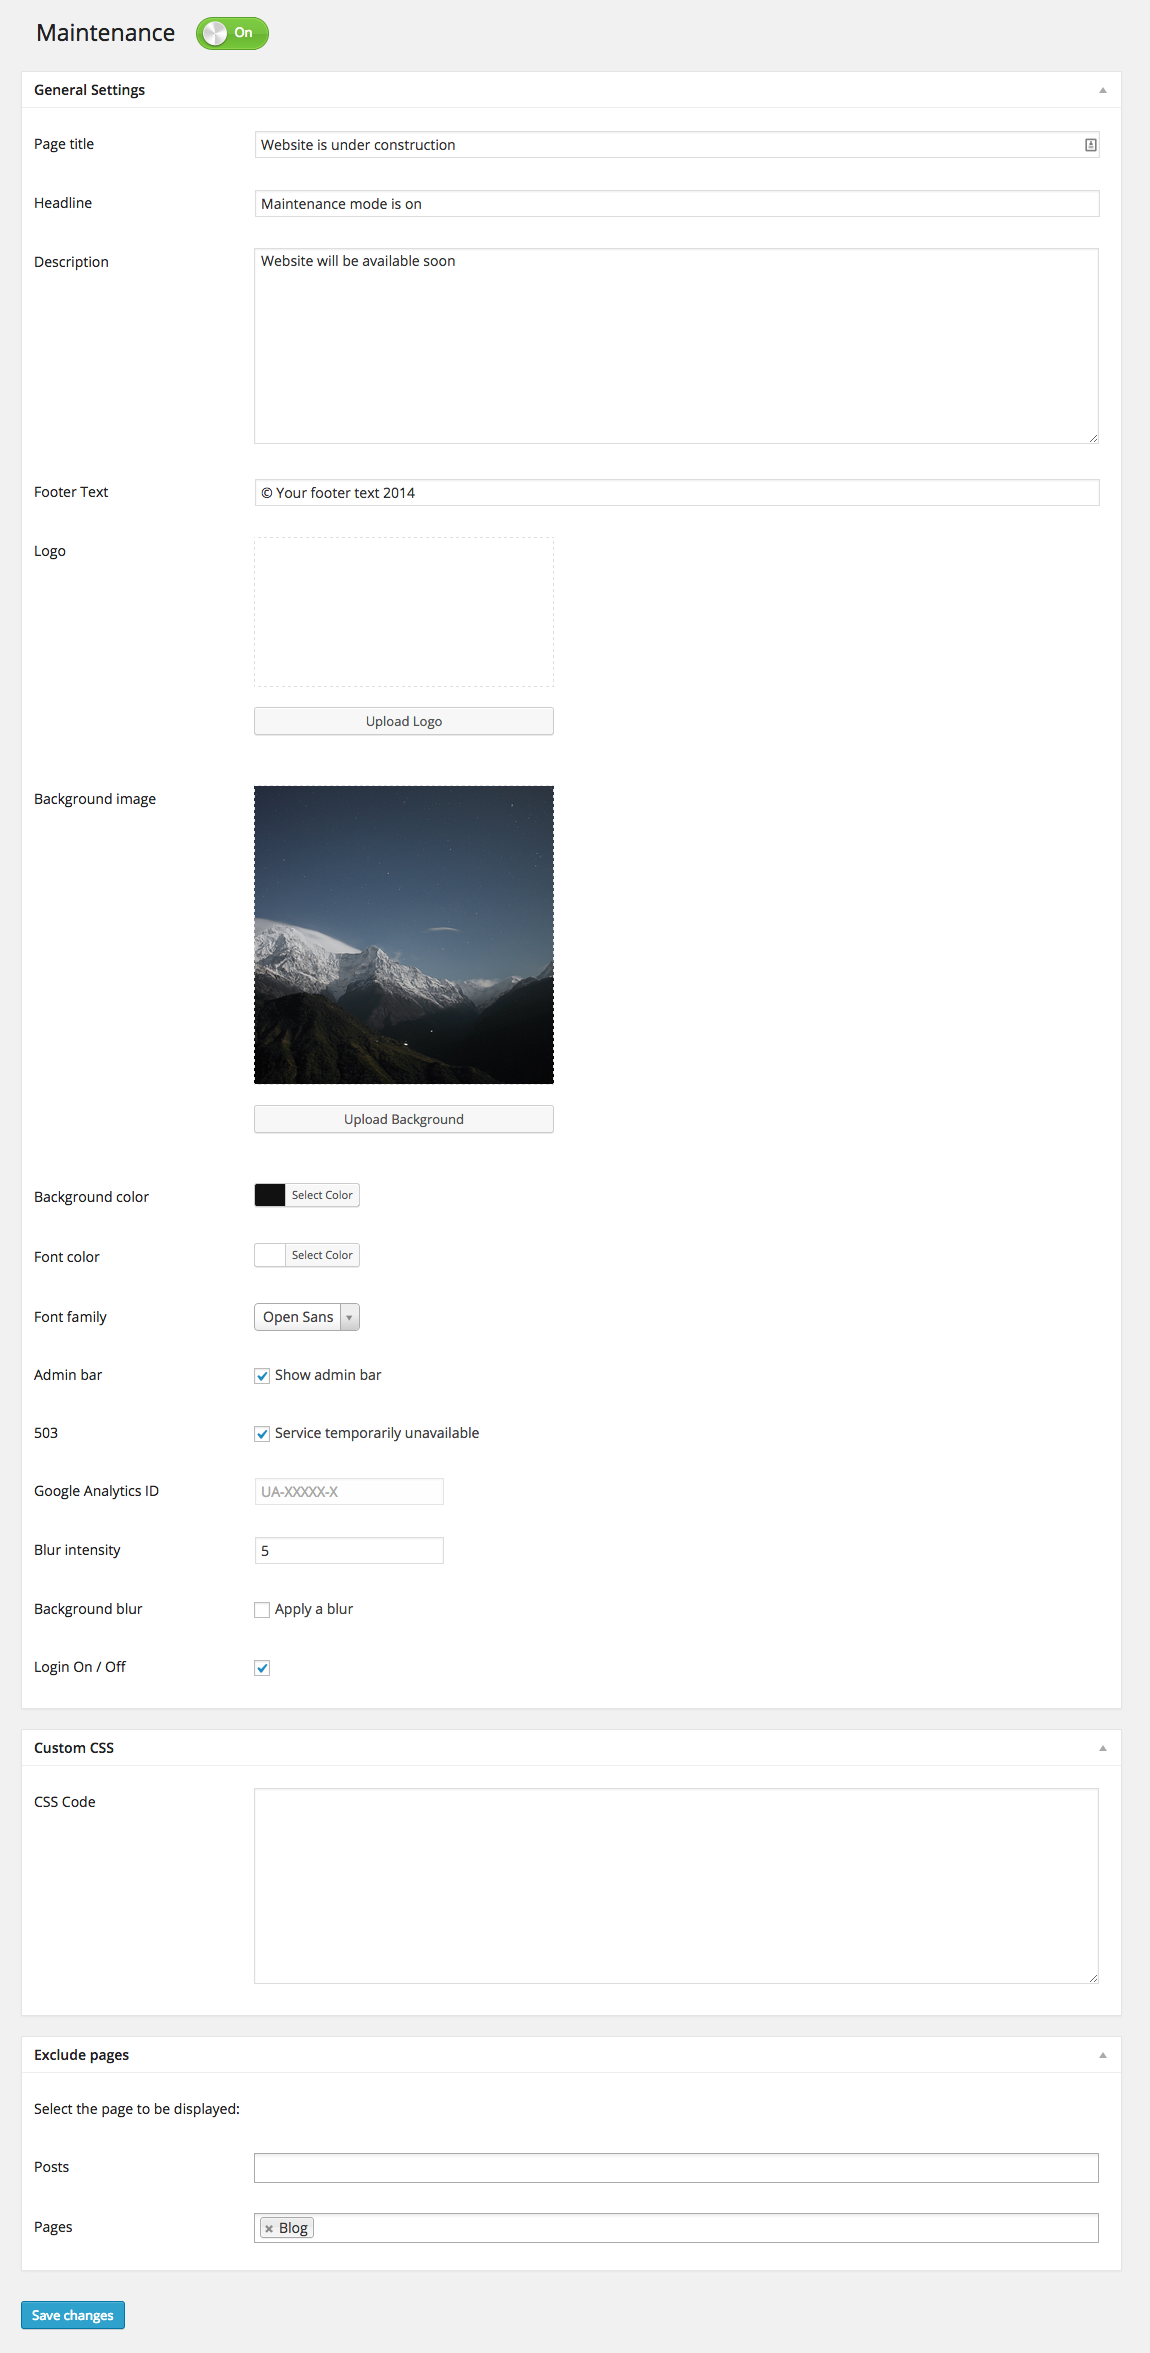 Maintenance On
General Settings
Page title Website is under construction
Headline Maintenance mode is on
Description Website will be available soon
Footer Text © Your footer text 2014
Logo
Upload Logo
Background image
Upload Background
Background color Select Color
Font color Select Color
Font family Open Sans
Admin bar Show admin bar
503 Service temporarily unavailable
Google Analytics ID UA-XXXXX-X
Blur intensity 5
Background blur Apply a blur
Login On / Off
Custom CSS
CSS Code
Exclude pages
Select the page to be displayed:
Posts
Pages × Blog
Save changes